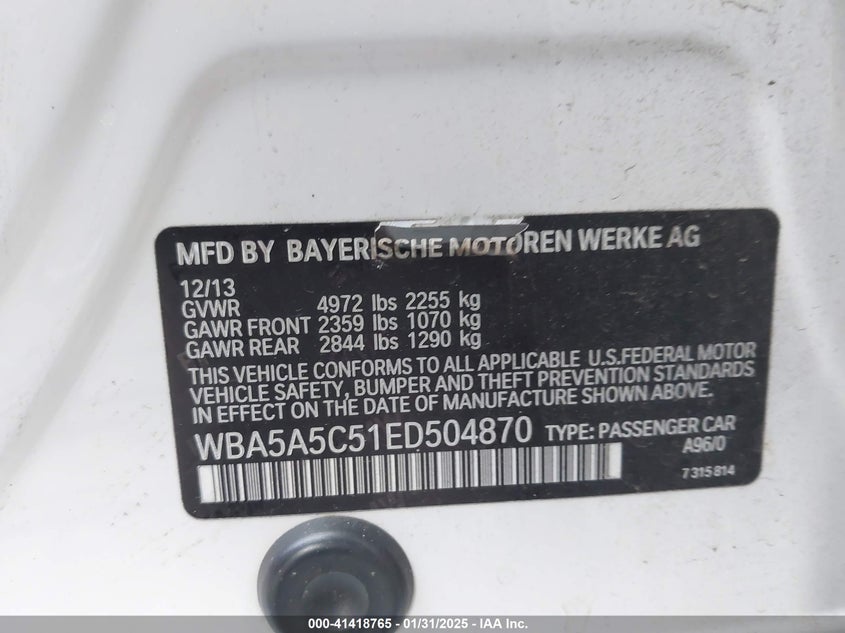 MFD BY BAYERISCHE MOTOREN WERKE AG
12/13
GVWR 4972 lbs 2255 kg
GAWR FRONT 2359 lbs 1070 kg
GAWR REAR 2844 lbs 1290 kg
THIS VEHICLE CONFORMS TO ALL APPLICABLE U.S.FEDERAL MOTOR
VEHICLE SAFETY, BUMPER AND THEFT PREVENTION STANDARDS
IN EFFECT ON THE DATE OF MANUFACTURE SHOWN ABOVE.
WBA5A5C51ED504870 TYPE: PASSENGER CAR
A96/0
7315814
000-41418765 - 01/31/2025 - IAA Inc.